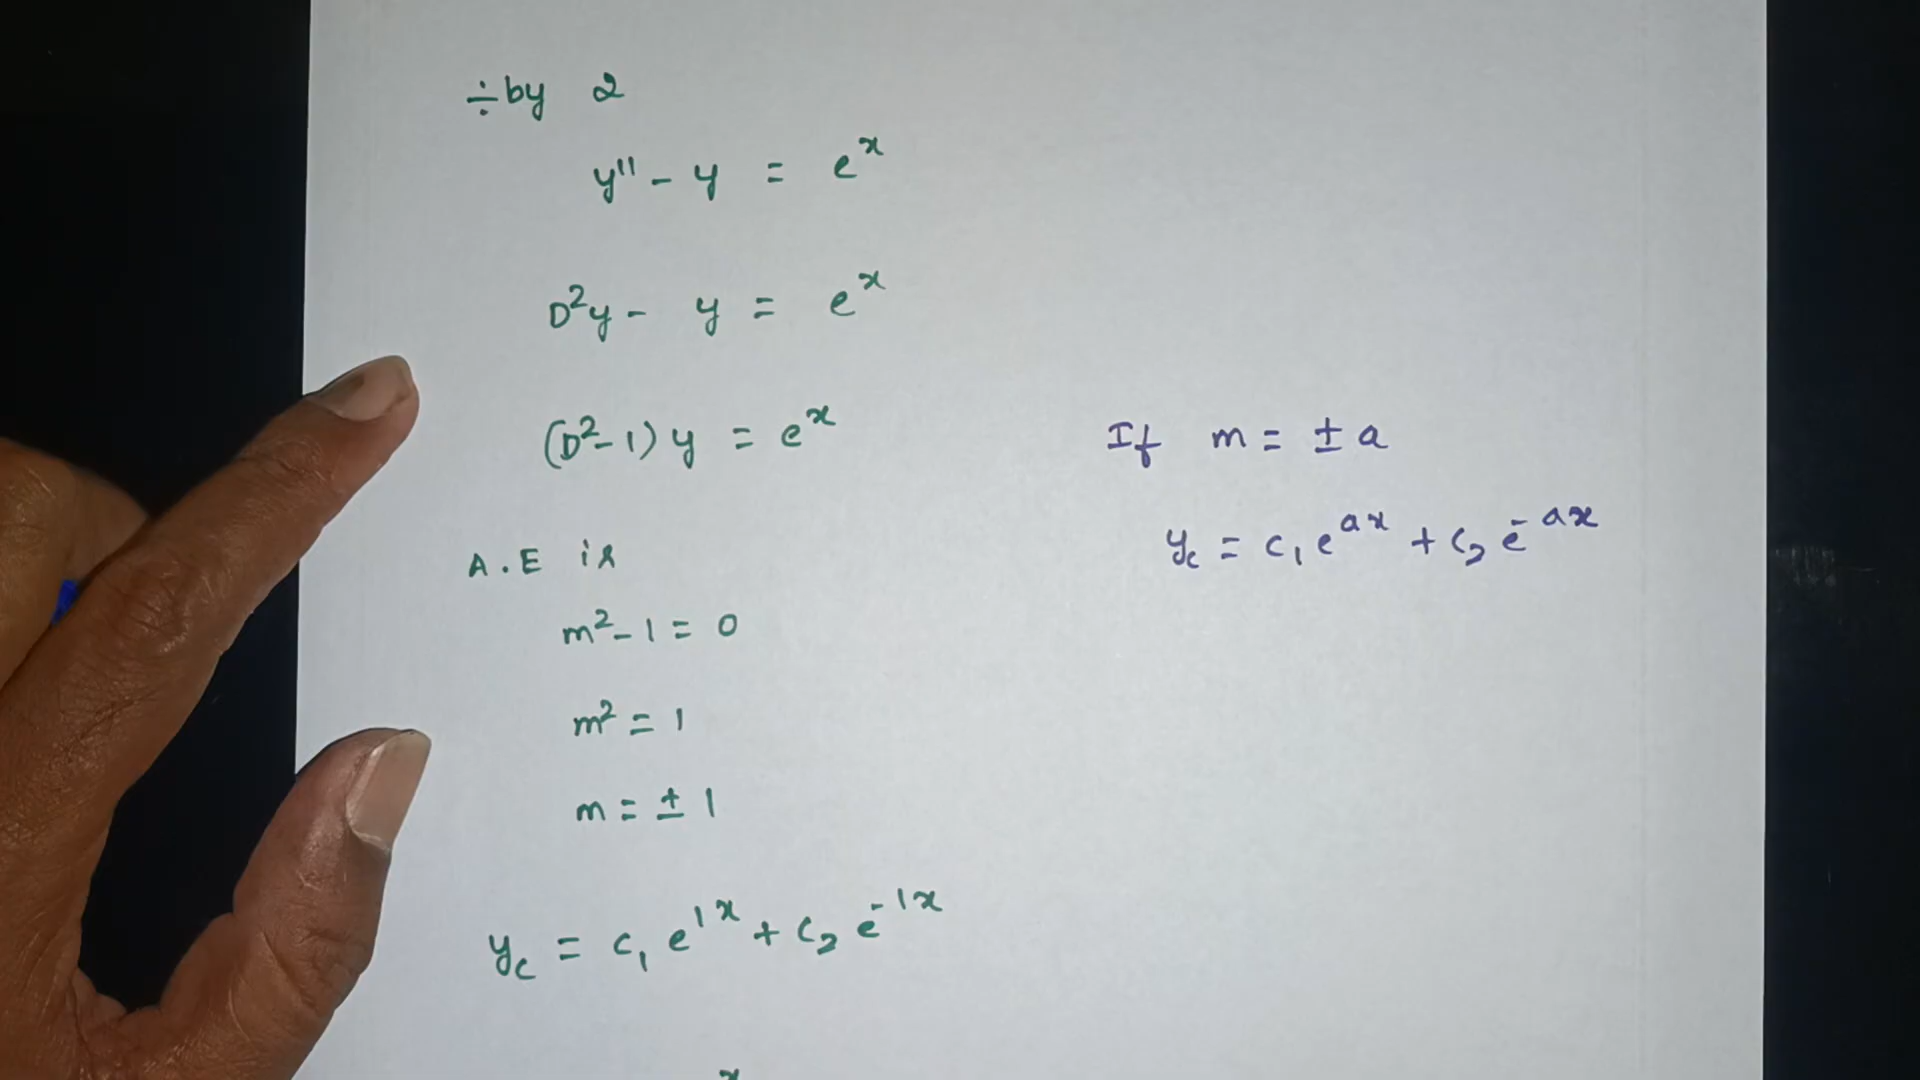 ÷ by 2
y'' - y = e^x
D²y - y = e^x
(D²-1) y = e^x
A.E is
m² - 1 = 0
m² = 1
m = ± 1
y_c = c₁ e^{1x} + c₂ e^{-1x}
If m = ± a
y_c = c₁ e^{ax} + c₂ e^{-ax}